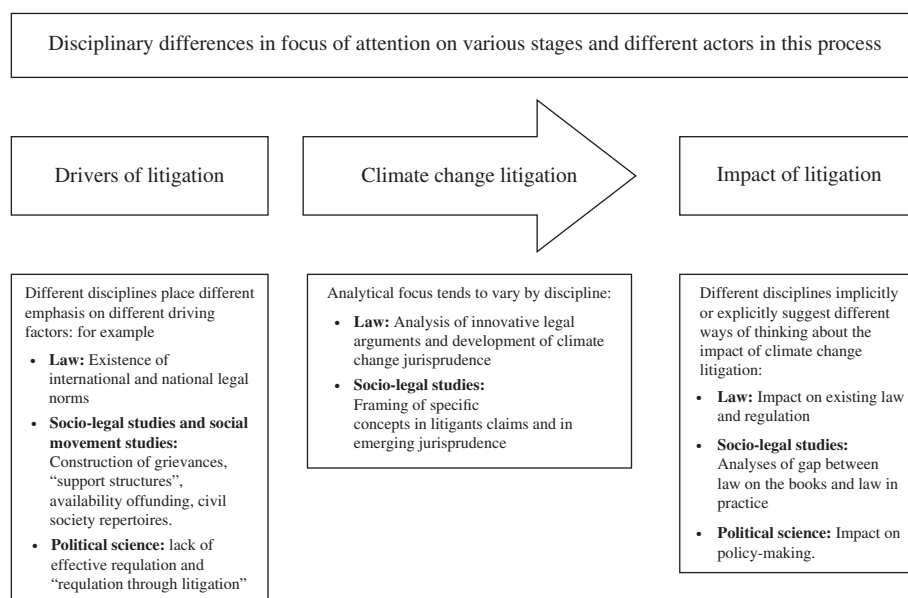 Disciplinary differences in focus of attention on various stages and different actors in this process
Drivers of litigation
Climate change litigation
Impact of litigation
Different disciplines place different
emphasis on different driving
factors: for example
• Law: Existence of
international and national legal
norms
• Socio-legal studies and social
movement studies:
Construction of grievances,
“support structures”,
availability offunding, civil
society repertoires.
• Political science: lack of
effective requlation and
“requlation through litigation”
Analytical focus tends to vary by discipline:
• Law: Analysis of innovative legal
arguments and development of climate
change jurisprudence
• Socio-legal studies:
Framing of specific
concepts in litigants claims and in
emerging jurisprudence
Different disciplines implicitly
or explicitly suggest different
ways of thinking about the
impact of climate change
litigation:
• Law: Impact on existing law
and regulation
• Socio-legal studies:
Analyses of gap between
law on the books and law in
practice
• Political science: Impact on
policy-making.